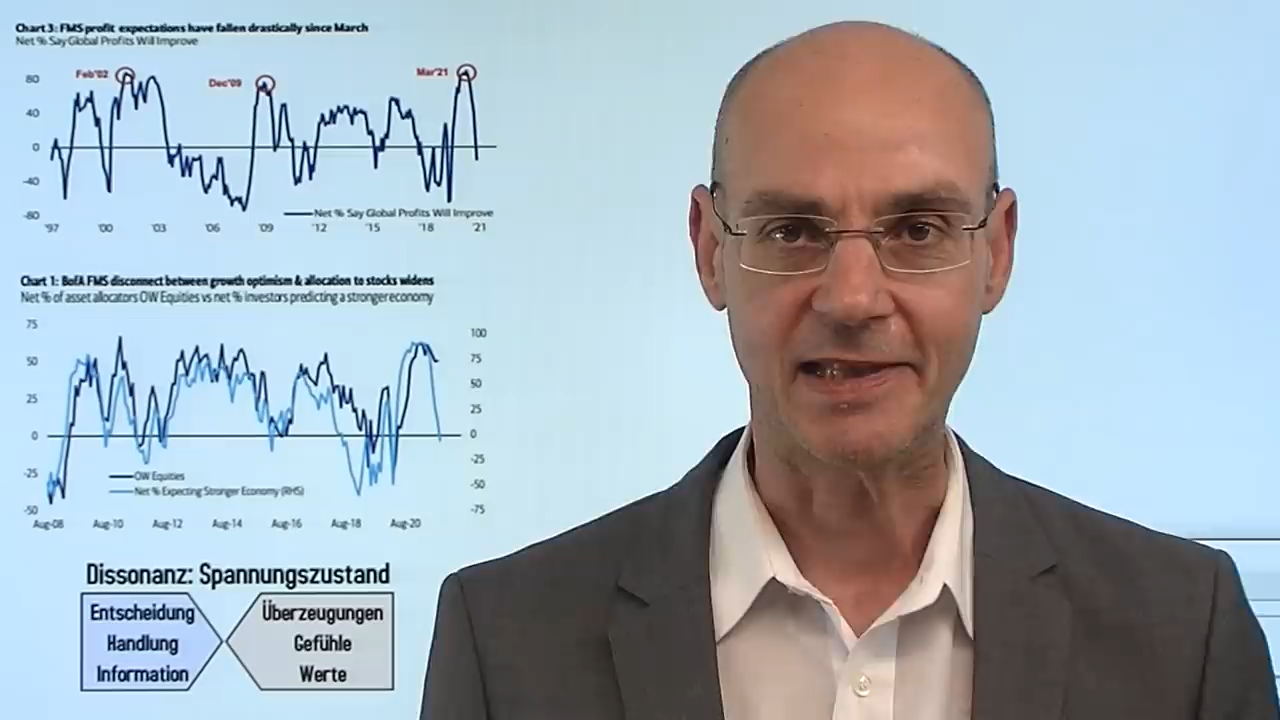 Chart 3: FMS profit expectations have fallen drastically since March
Net % Say Global Profits Will Improve
80
40
0
-40
-80
Feb'02
Dec'09
Mar'21
Net % Say Global Profits Will Improve
'97 '00 '03 '06 '09 '12 '15 '18 '21
Chart 1: BofA FMS disconnect between growth optimism & allocation to stocks widens
Net % of asset allocators OW Equities vs net % investors predicting a stronger economy
75
50
25
0
-25
-50
100
75
50
25
0
-25
-50
-75
OW Equities
Net % Expecting Stronger Economy (RHS)
Aug-08 Aug-10 Aug-12 Aug-14 Aug-16 Aug-18 Aug-20
Dissonanz: Spannungszustand
Entscheidung
Handlung
Information
Überzeugungen
Gefühle
Werte